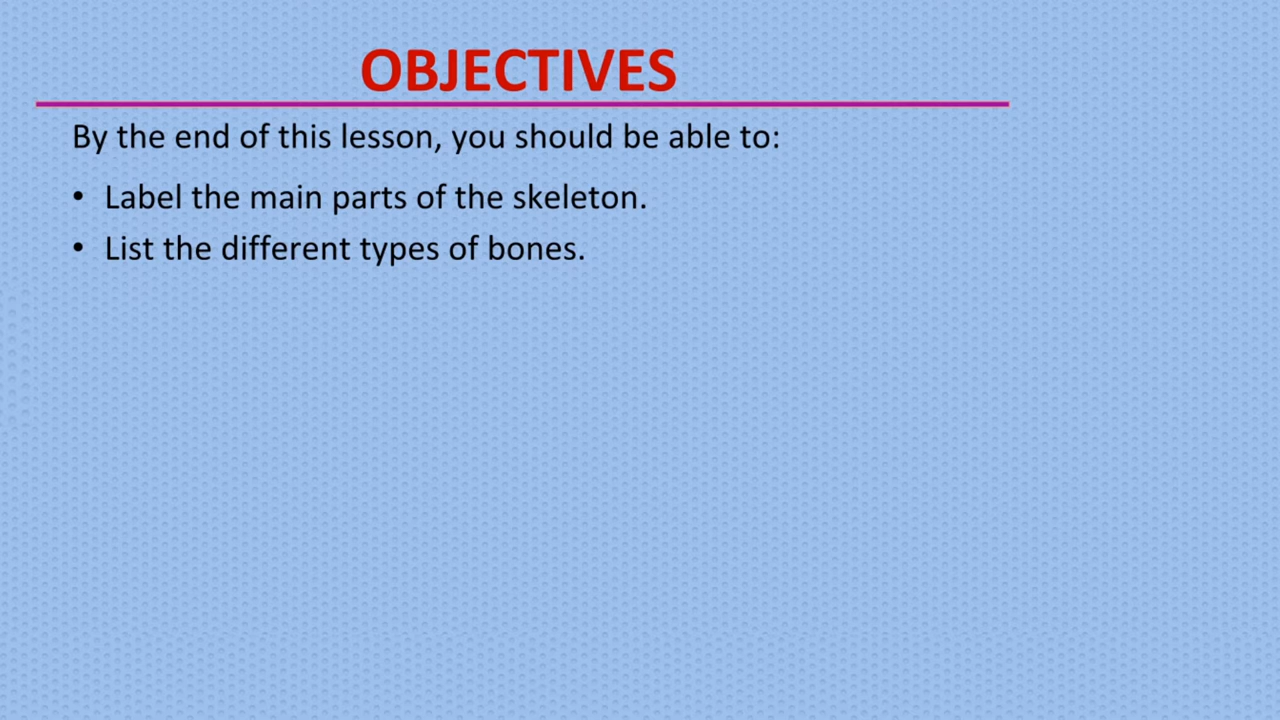 OBJECTIVES
By the end of this lesson, you should be able to:
• Label the main parts of the skeleton.
• List the different types of bones.